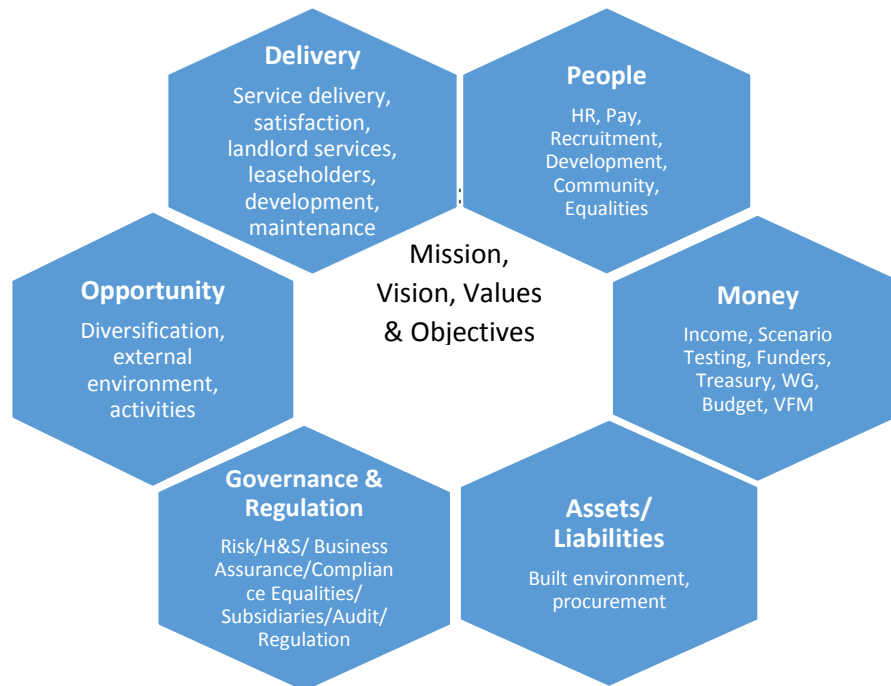 Delivery
Service delivery,
satisfaction,
landlord services,
leaseholders,
development,
maintenance
People
HR, Pay,
Recruitment,
Development,
Community,
Equalities
:
Mission,
Vision, Values
& Objectives
Opportunity
Diversification,
external
environment,
activities
Money
Income, Scenario
Testing, Funders,
Treasury, WG,
Budget, VFM
Governance &
Regulation
Risk/H&S/ Business
Assurance/Complian
ce Equalities/
Subsidiaries/Audit/
Regulation
Assets/
Liabilities
Built environment,
procurement